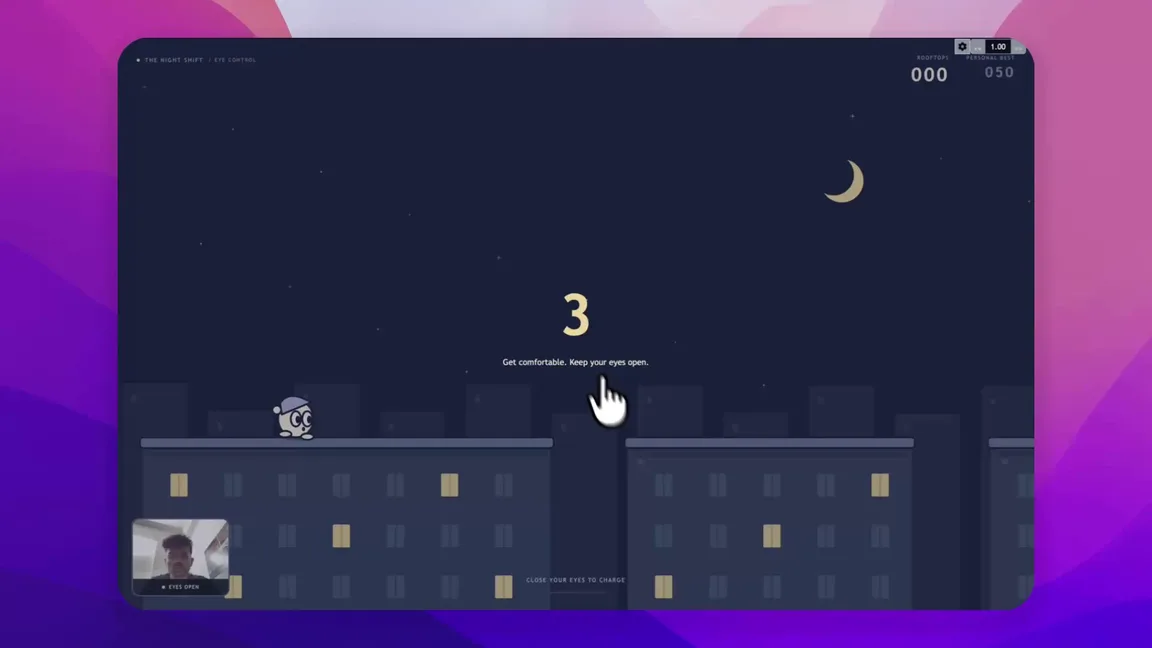 THE NIGHT SHIFT / EYE CONTROL
1.00
ROOFTOPS
PERSONAL BEST
000
050
3
Get comfortable. Keep your eyes open.
CLOSE YOUR EYES TO CHARGE
EYES OPEN